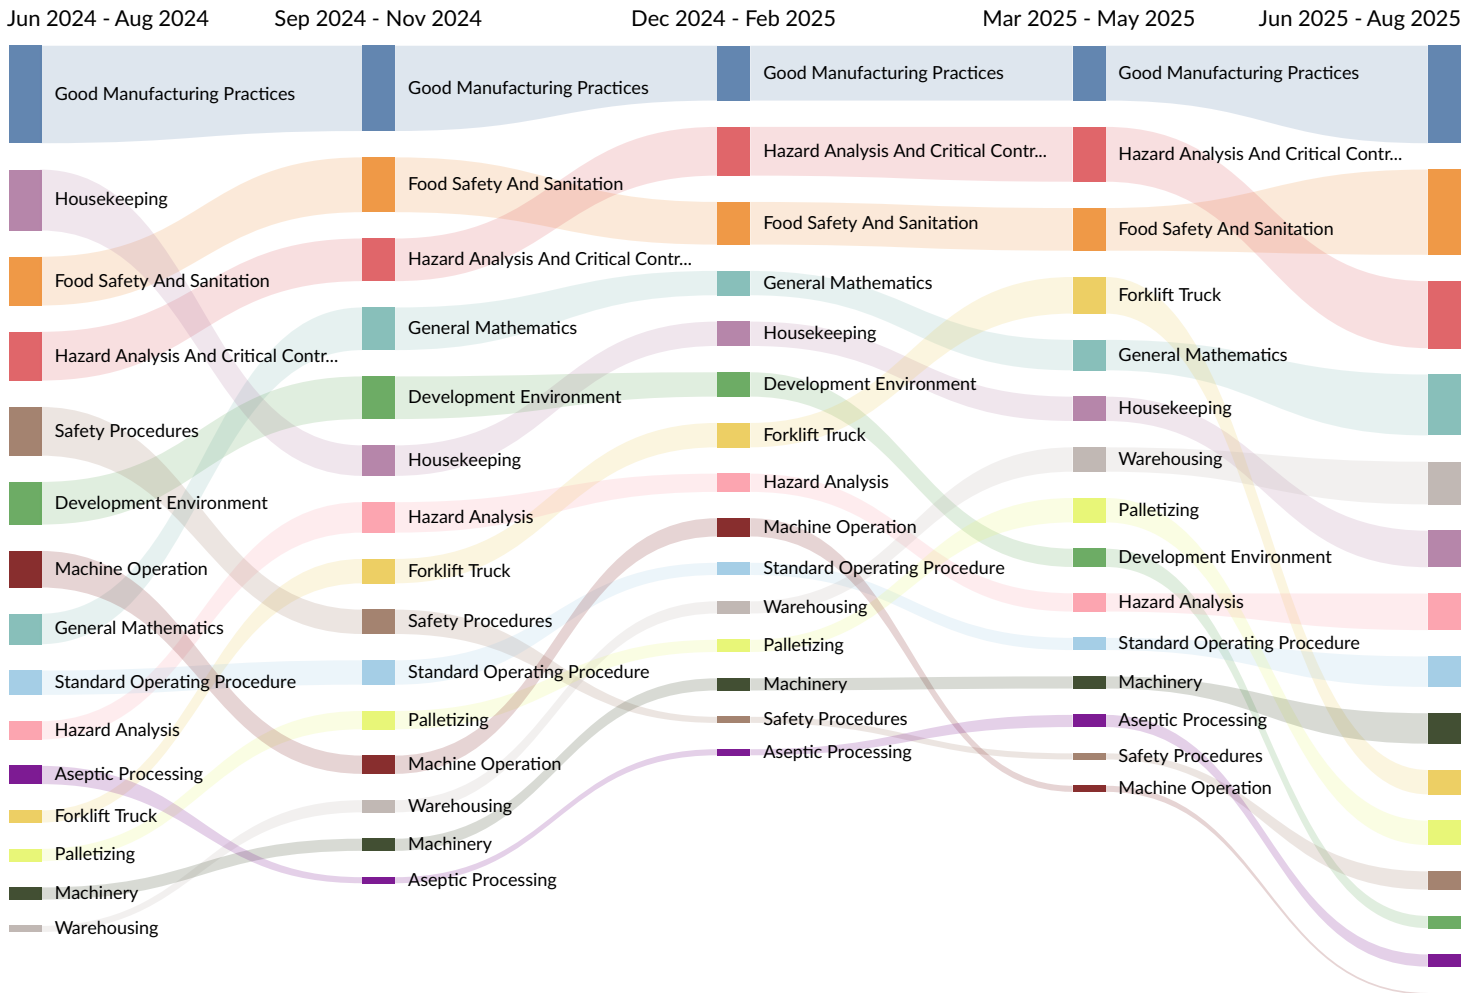 Jun 2024 - Aug 2024
Sep 2024 - Nov 2024
Dec 2024 - Feb 2025
Mar 2025 - May 2025
Jun 2025 - Aug 2025
Good Manufacturing Practices
Housekeeping
Food Safety And Sanitation
Hazard Analysis And Critical Contr...
Safety Procedures
Development Environment
Machine Operation
General Mathematics
Standard Operating Procedure
Hazard Analysis
Aseptic Processing
Forklift Truck
Palletizing
Machinery
Warehousing
Good Manufacturing Practices
Food Safety And Sanitation
Hazard Analysis And Critical Contr...
General Mathematics
Development Environment
Housekeeping
Hazard Analysis
Forklift Truck
Safety Procedures
Standard Operating Procedure
Palletizing
Machine Operation
Warehousing
Machinery
Aseptic Processing
Good Manufacturing Practices
Hazard Analysis And Critical Contr...
Food Safety And Sanitation
General Mathematics
Housekeeping
Development Environment
Forklift Truck
Hazard Analysis
Machine Operation
Standard Operating Procedure
Warehousing
Palletizing
Machinery
Safety Procedures
Aseptic Processing
Good Manufacturing Practices
Hazard Analysis And Critical Contr...
Food Safety And Sanitation
Forklift Truck
General Mathematics
Housekeeping
Warehousing
Palletizing
Development Environment
Hazard Analysis
Standard Operating Procedure
Machinery
Aseptic Processing
Safety Procedures
Machine Operation